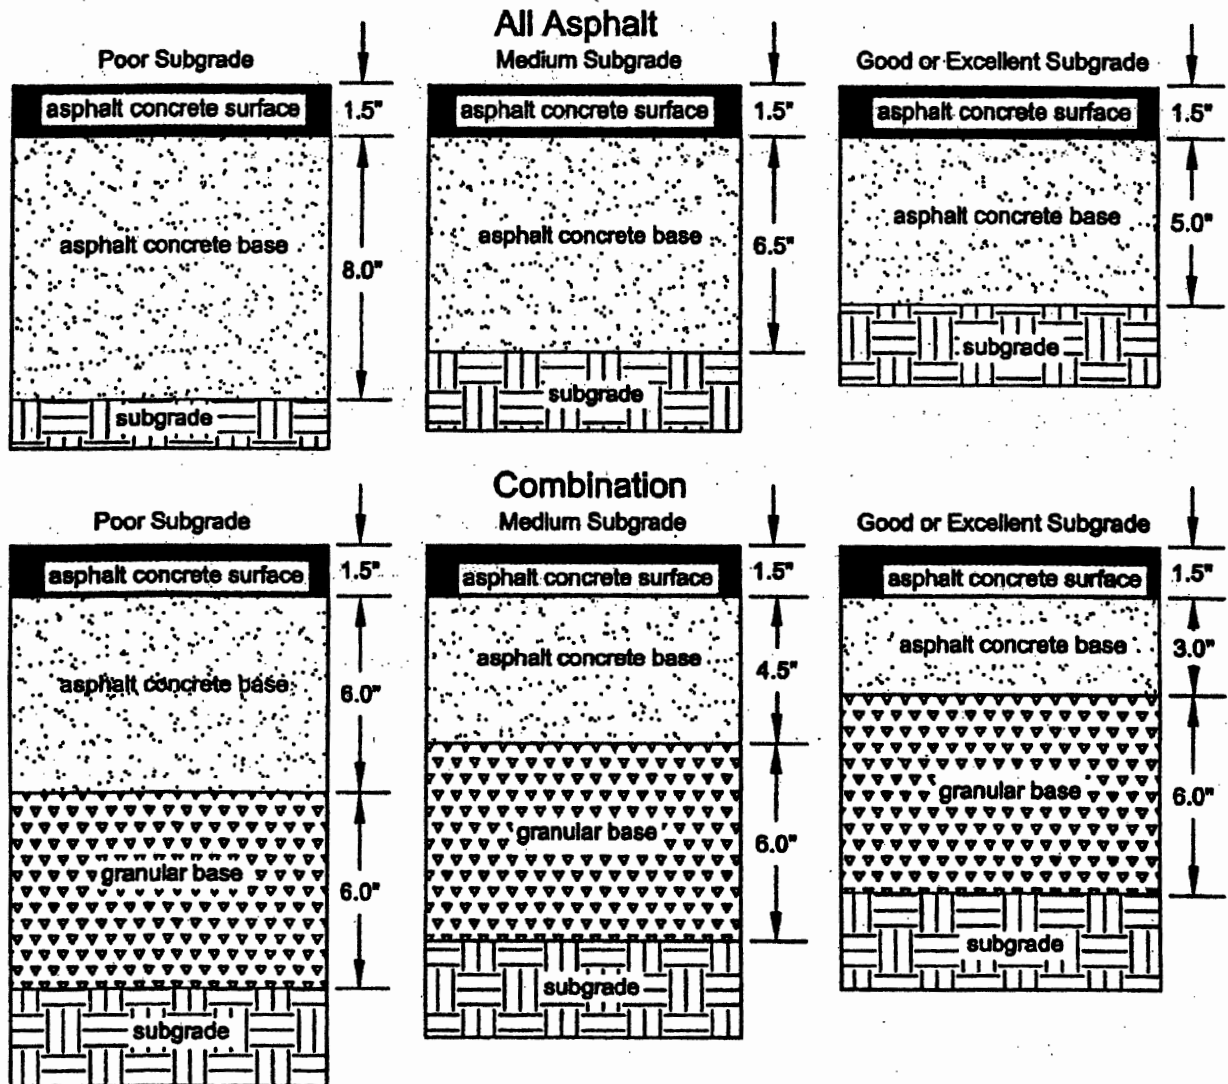 All Asphalt
Poor Subgrade
Medium Subgrade
Good or Excellent Subgrade
asphalt concrete surface
1.5"
asphalt concrete surface
1.5"
asphalt concrete surface
1.5"
asphalt concrete base
8.0"
asphalt concrete base
6.5"
asphalt concrete base
5.0"
subgrade
subgrade
subgrade
Combination
Poor Subgrade
Medium Subgrade
Good or Excellent Subgrade
asphalt concrete surface
1.5"
asphalt concrete surface
1.5"
asphalt concrete surface
1.5"
asphalt concrete base
6.0"
asphalt concrete base
4.5"
asphalt concrete base
3.0"
granular base
6.0"
granular base
6.0"
granular base
6.0"
subgrade
subgrade
subgrade